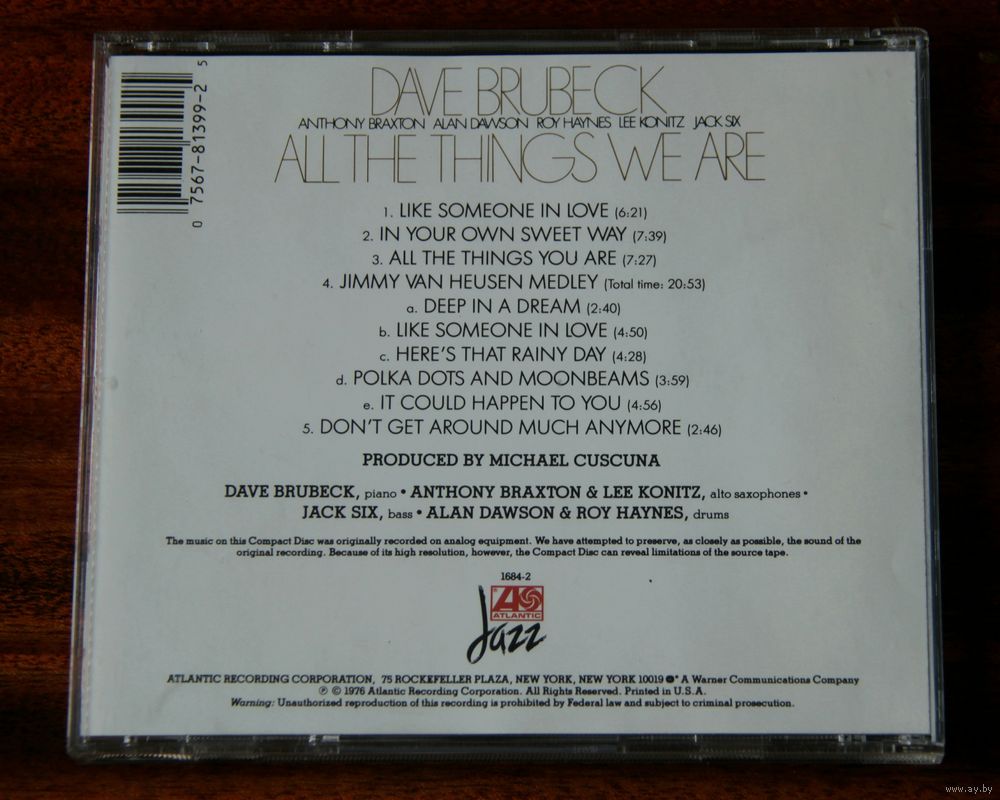 DAVE BRUBECK
ANTHONY BRAXTON ALAN DAWSON ROY HAYNES LEE KONITZ JACK SIX
ALL THE THINGS WE ARE
0 7567-81399-2 5
1. LIKE SOMEONE IN LOVE (6:21)
2. IN YOUR OWN SWEET WAY (7:39)
3. ALL THE THINGS YOU ARE (7:27)
4. JIMMY VAN HEUSEN MEDLEY (Total time: 20:53)
a. DEEP IN A DREAM (2:40)
b. LIKE SOMEONE IN LOVE (4:50)
c. HERE'S THAT RAINY DAY (4:28)
d. POLKA DOTS AND MOONBEAMS (3:59)
e. IT COULD HAPPEN TO YOU (4:56)
5. DON'T GET AROUND MUCH ANYMORE (2:46)
PRODUCED BY MICHAEL CUSCUNA
DAVE BRUBECK, piano • ANTHONY BRAXTON & LEE KONITZ, alto saxophones •
JACK SIX, bass • ALAN DAWSON & ROY HAYNES, drums
The music on this Compact Disc was originally recorded on analog equipment. We have attempted to preserve, as closely as possible, the sound of the
original recording. Because of its high resolution, however, the Compact Disc can reveal limitations of the source tape.
1684-2
ATLANTIC
Jazz
ATLANTIC RECORDING CORPORATION, 75 ROCKEFELLER PLAZA, NEW YORK, NEW YORK 10019 A Warner Communications Company
℗ © 1976 Atlantic Recording Corporation. All Rights Reserved. Printed in U.S.A.
Warning: Unauthorized reproduction of this recording is prohibited by Federal law and subject to criminal prosecution.
www.ay.by